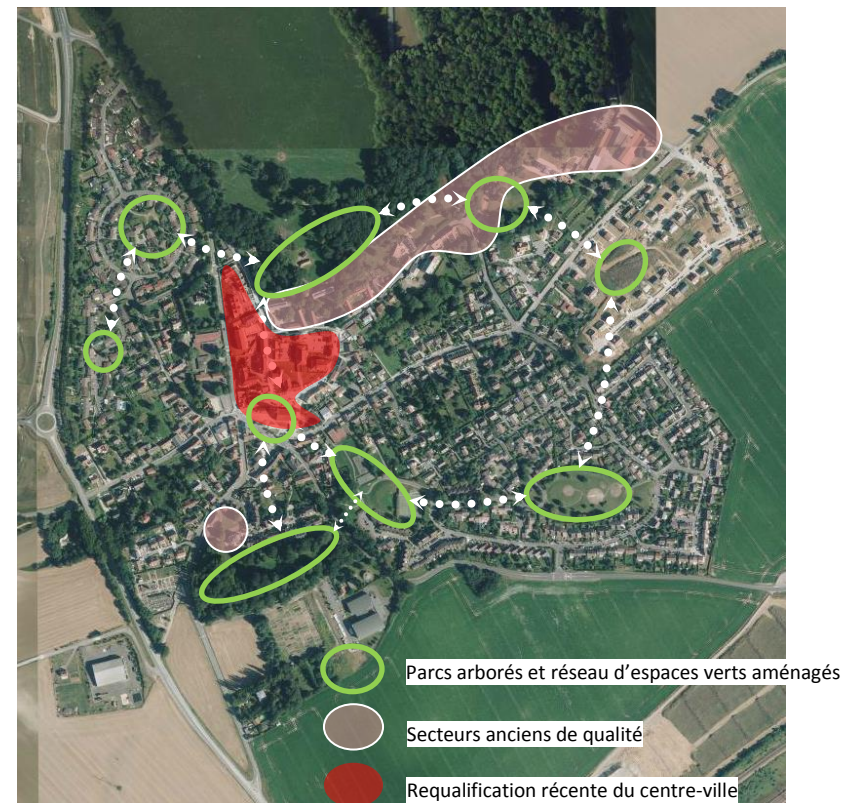 Parcs arborés et réseau d’espaces verts aménagés
Secteurs anciens de qualité
Requalification récente du centre-ville